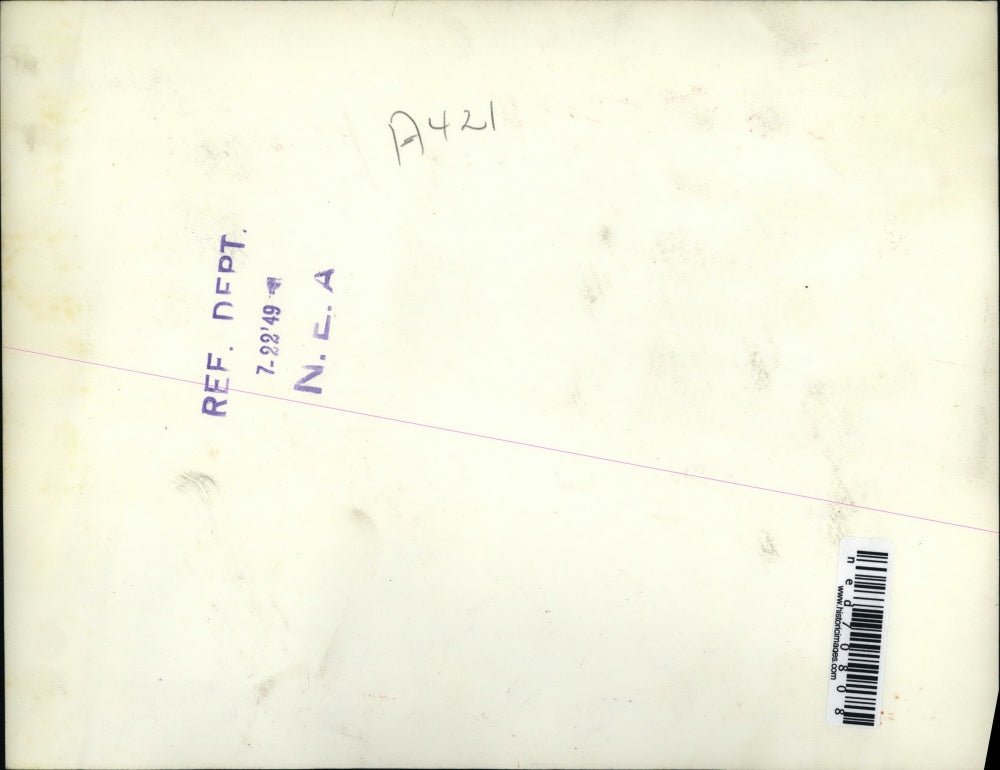 A421
REF. DEPT.
7-22'49
N. E. A
ned70808
www.historicimages.com